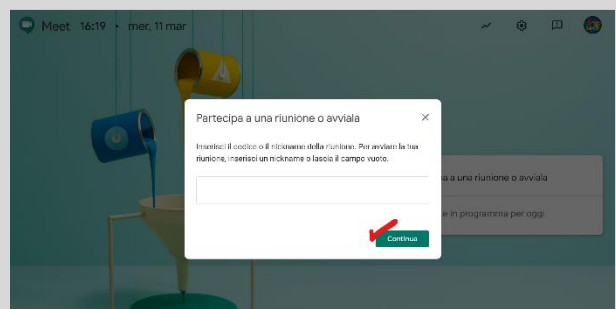 Meet 16:19 • mer, 11 mar
Partecipa a una riunione o avviala
Inserisci il codice o il nickname della riunione. Per avviare la tua
riunione, inserisci un nickname o lascia il campo vuoto.
Continua
a a una riunione o avviala
e in programma per oggi